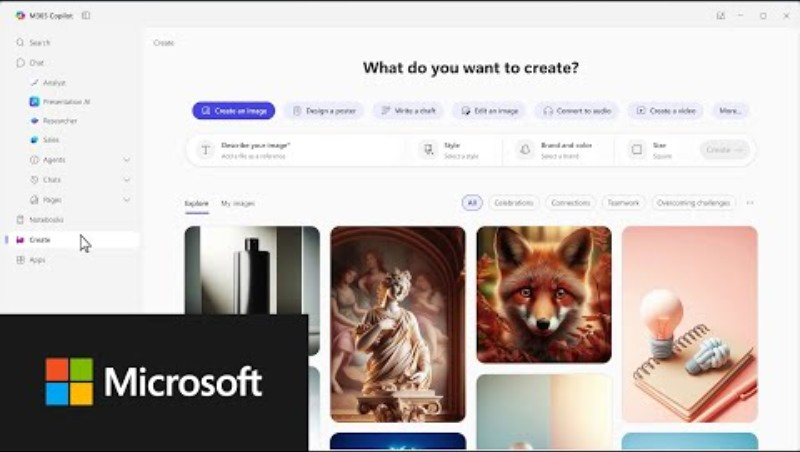 M365 Copilot
Search
Chat
Analyst
Presentation AI
Researcher
Sales
Agents
Chats
Pages
Notebooks
Create
Apps
Create
What do you want to create?
Create an image
Design a poster
Write a draft
Edit an image
Convert to audio
Create a video
More...
Describe your image*
Add a file as a reference
Style
Select a style
Brand and color
Select a brand
Size
Square
Create
Explore
My images
All
Celebrations
Connections
Teamwork
Overcoming challenges
Microsoft